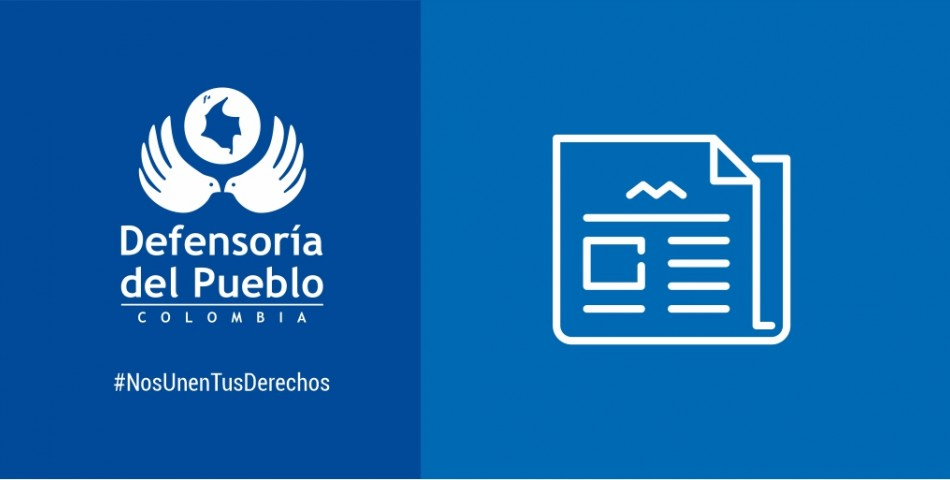 Defensoría
del Pueblo
COLOMBIA
#NosUnenTusDerechos